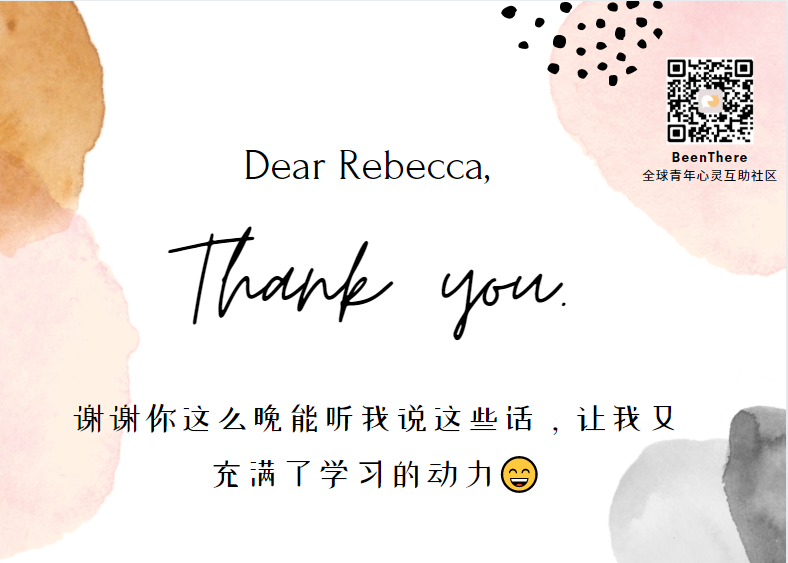 BeenThere
全球青年心灵互助社区
Dear Rebecca,
Thank you.
谢谢你这么晚能听我说这些话，让我又
充满了学习的动力😄